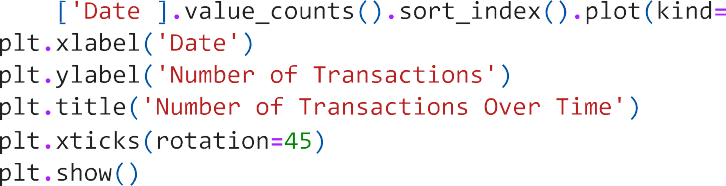 ['Date ].value_counts().sort_index().plot(kind=
plt.xlabel('Date')
plt.ylabel('Number of Transactions')
plt.title('Number of Transactions Over Time')
plt.xticks(rotation=45)
plt.show()